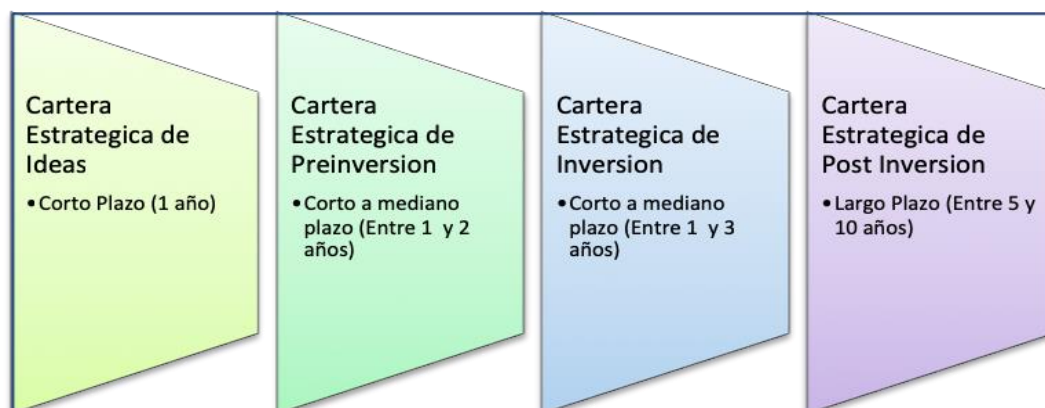 Cartera
Estrategica de
Ideas
•Corto Plazo (1 año)
Cartera
Estrategica de
Preinversion
•Corto a mediano
plazo (Entre 1 y 2
años)
Cartera
Estrategica de
Inversion
•Corto a mediano
plazo (Entre 1 y 3
años)
Cartera
Estrategica de
Post Inversion
•Largo Plazo (Entre 5 y
10 años)